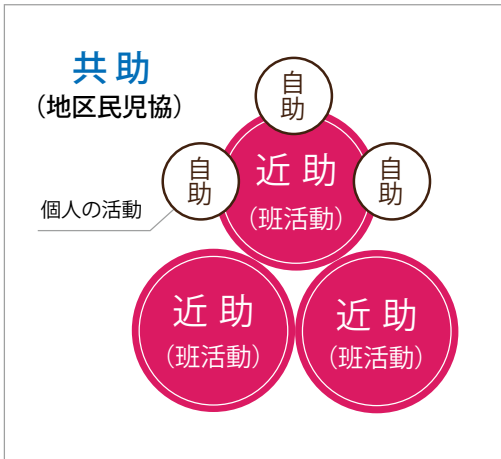 共助
(地区民児協)
自助
自助
近助
(班活動)
自助
個人の活動
近助
(班活動)
近助
(班活動)